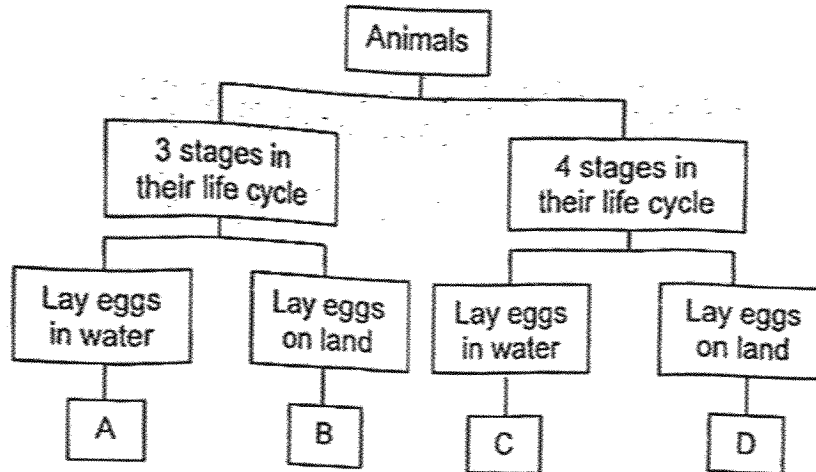 Animals
3 stages in
their life cycle
4 stages in
their life cycle
Lay eggs
in water
Lay eggs
on land
Lay eggs
in water
Lay eggs
on land
A
B
C
D